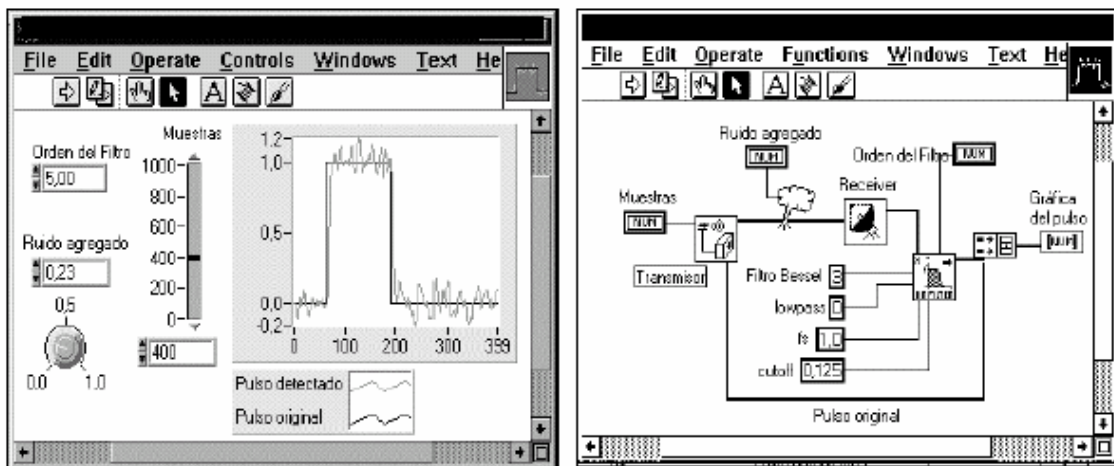 File Edit Operate Controls Windows Text He
Orden del Filtro
5,00
Ruido agregado
0,23
0,5
0.0 1.0
Muestras
1000
800
600
400
200
0
400
1,2
1,0
0,5
0,0
-0,2
0 100 200 300 399
Pulso detectado
Pulso original
File Edit Operate Functions Windows Text He
Ruido agregado
NUM
Orden del Filtro NUM
Muestras
NUM
Receiver
Gráfica
del pulso
[NUM]
Transmisor
Filtro Bessel 3
lowpass 0
fs 1,0
cutoff 0,125
Pulso original